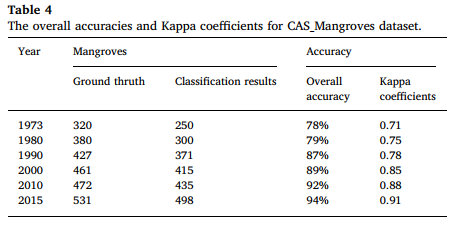 Table 4
The overall accuracies and Kappa coefficients for CAS_Mangroves dataset.
Year Mangroves Accuracy
Ground thruth Classification results Overall accuracy Kappa coefficients
1973 320 250 78% 0.71
1980 380 300 79% 0.75
1990 427 371 87% 0.78
2000 461 415 89% 0.85
2010 472 435 92% 0.88
2015 531 498 94% 0.91